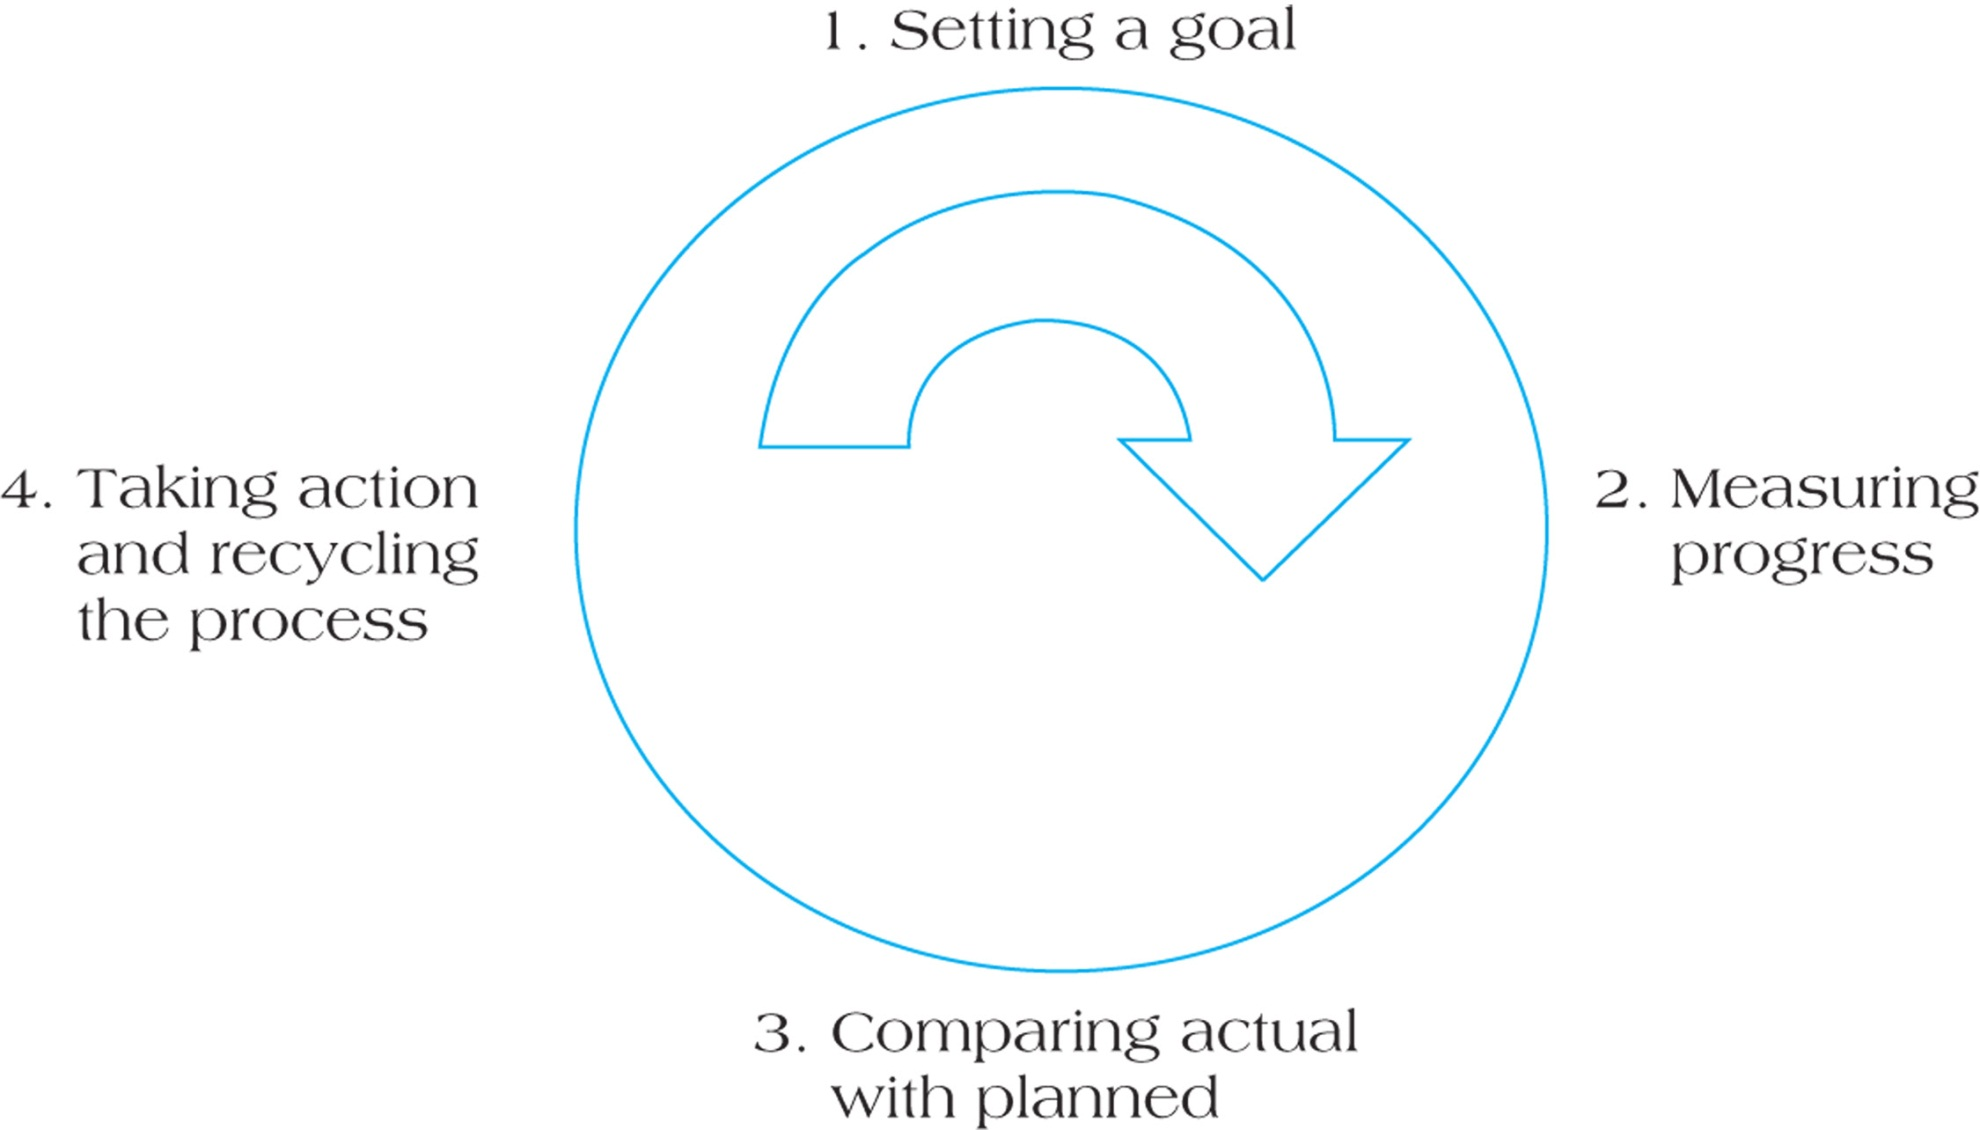 1. Setting a goal
2. Measuring
progress
3. Comparing actual
with planned
4. Taking action
and recycling
the process